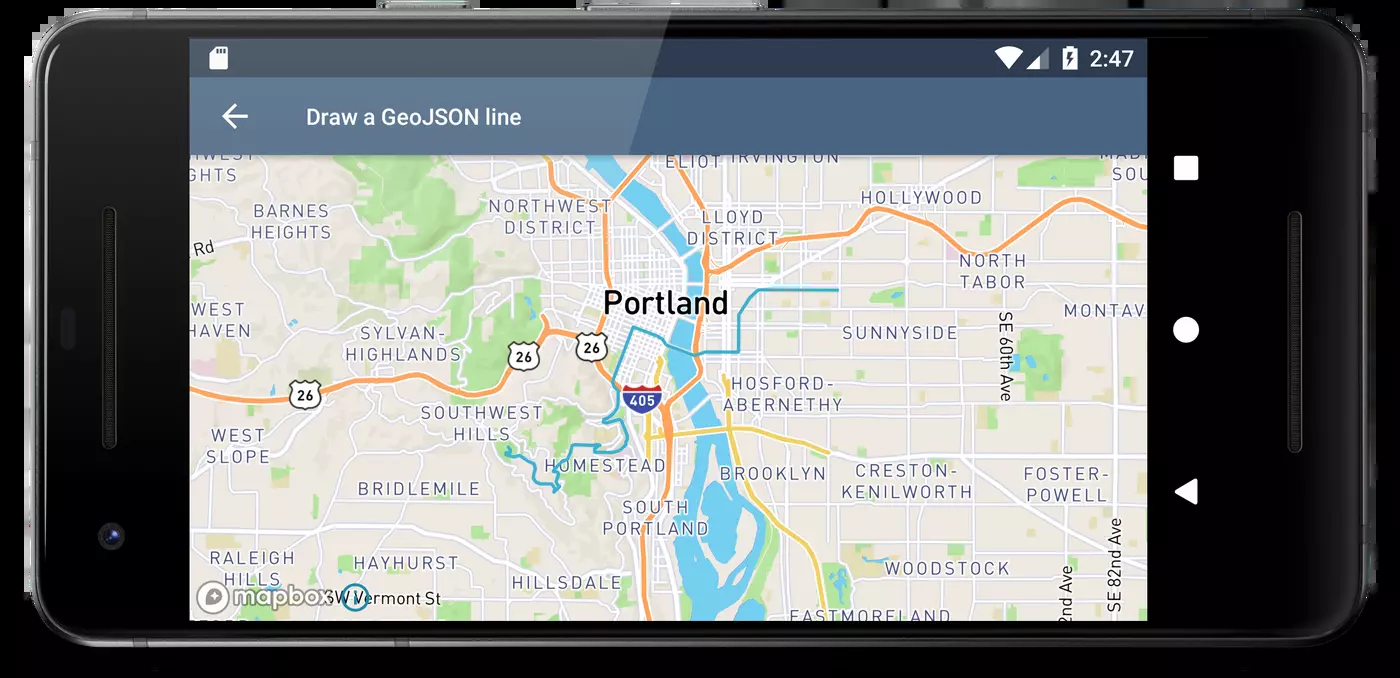 2:47
Draw a GeoJSON line
ELIOT
IRVINGTON
GHTS
SOU
BARNES
HEIGHTS
NORTHWEST
DISTRICT
LLOYD
DISTRICT
HOLLYWOOD
Rd
NORTH
TABOR
WEST
HAVEN
Portland
MONTAV
SYLVAN-
HIGHLANDS
SUNNYSIDE
SE 60th Ave
26
26
26
405
HOSFORD-
ABERNETHY
SOUTHWEST
HILLS
WEST
SLOPE
HOMESTEAD
BROOKLYN
CRESTON-
KENILWORTH
FOSTER-
POWELL
BRIDLEMILE
SOUTH
PORTLAND
RALEIGH
HILLS
HAYHURST
HILLSDALE
WOODSTOCK
SE 82nd Ave
2nd Ave
mapbox
SW Vermont St
EASTMORELAND